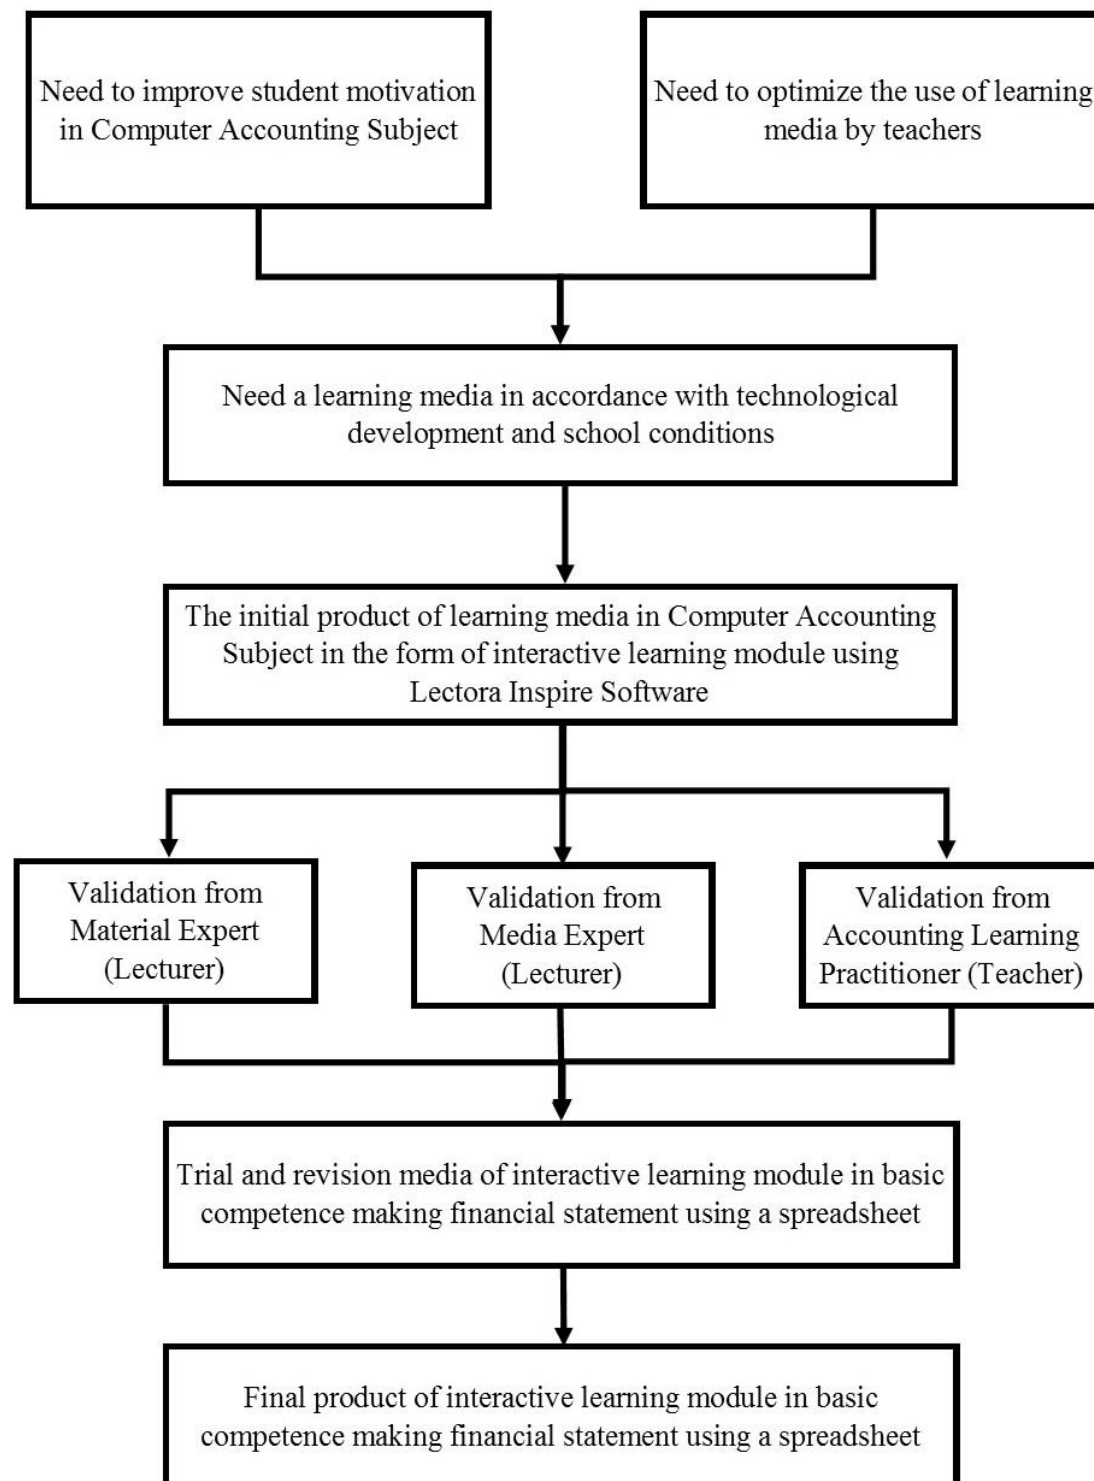 Need to improve student motivation
in Computer Accounting Subject
Need to optimize the use of learning
media by teachers
Need a learning media in accordance with technological
development and school conditions
The initial product of learning media in Computer Accounting
Subject in the form of interactive learning module using
Lectora Inspire Software
Validation from
Material Expert
(Lecturer)
Validation from
Media Expert
(Lecturer)
Validation from
Accounting Learning
Practitioner (Teacher)
Trial and revision media of interactive learning module in basic
competence making financial statement using a spreadsheet
Final product of interactive learning module in basic
competence making financial statement using a spreadsheet